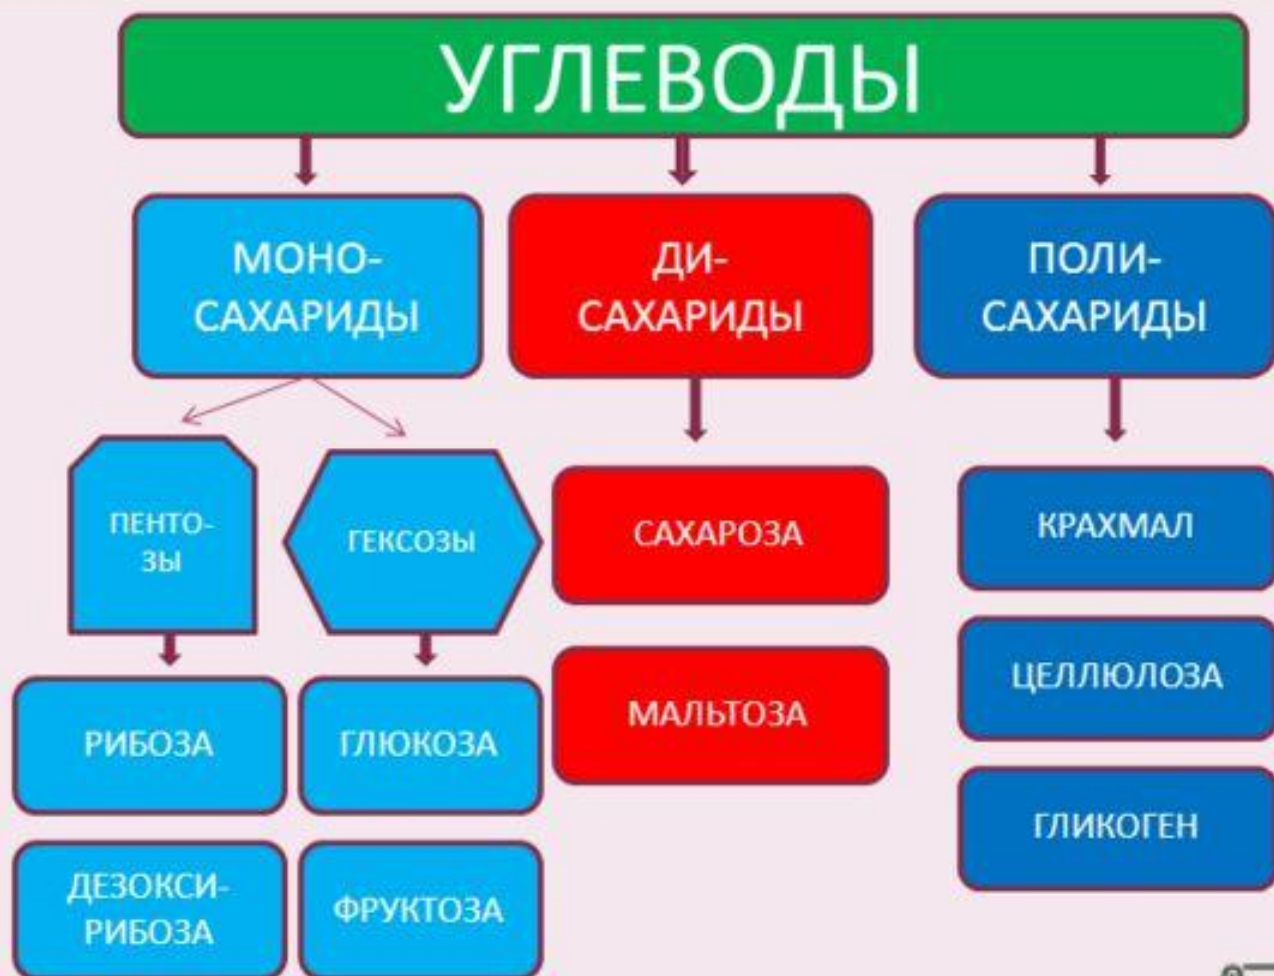 УГЛЕВОДЫ
МОНО-
САХАРИДЫ
ДИ-
САХАРИДЫ
ПОЛИ-
САХАРИДЫ
ПЕНТО-
ЗЫ
ГЕКСОЗЫ
САХАРОЗА
КРАХМАЛ
РИБОЗА
ГЛЮКОЗА
МАЛЬТОЗА
ЦЕЛЛЮЛОЗА
ДЕЗОКСИ-
РИБОЗА
ФРУКТОЗА
ГЛИКОГЕН